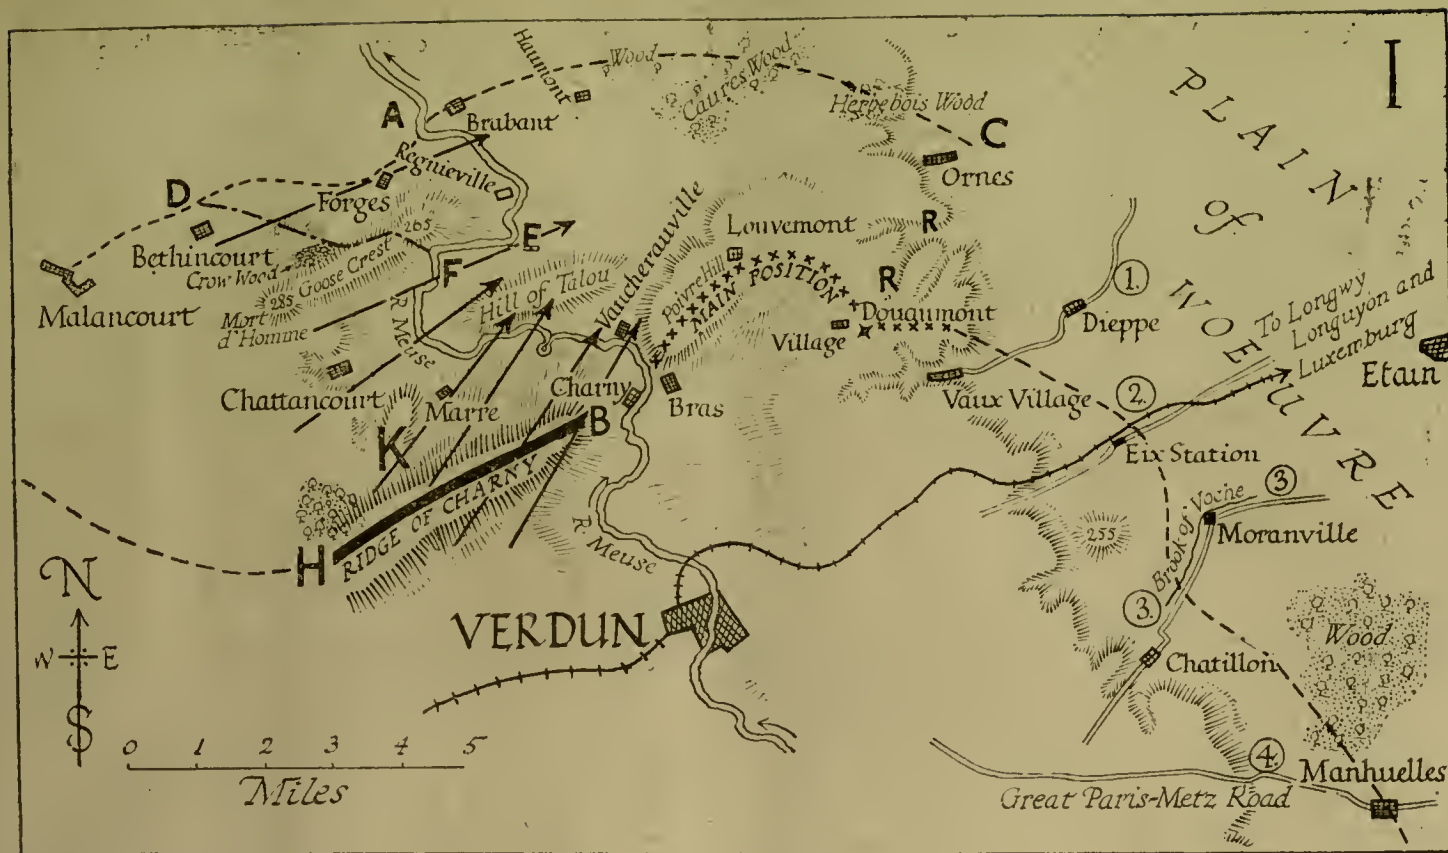 I
PLAIN of WOEUVRE
Haumont
Wood
Caures Wood
Herbebois Wood
A
Brabant
C
Ornes
Regnieville
D
Forges
265
Bethincourt
Crow Wood
Goose Crest
285
Mort
d'Homme
Malancourt
E
F
R. Meuse
Hill of Talou
Vaucherauville
Louvemont
Poivre Hill
MAIN POSITION
R
R
Douaumont
Village
1.
Dieppe
To Longwy,
Longuyon and
Luxemburg
Etain
Chattancourt
Marre
Charny
Bras
Vaux Village
2.
K
B
Eix Station
H
RIDGE OF CHARNY
R. Meuse
255
Brook of Voche
3
Moranville
3
Wood
Chatillon
VERDUN
N
W E
S
0 1 2 3 4 5
Miles
4.
Manhuelles
Great Paris-Metz Road